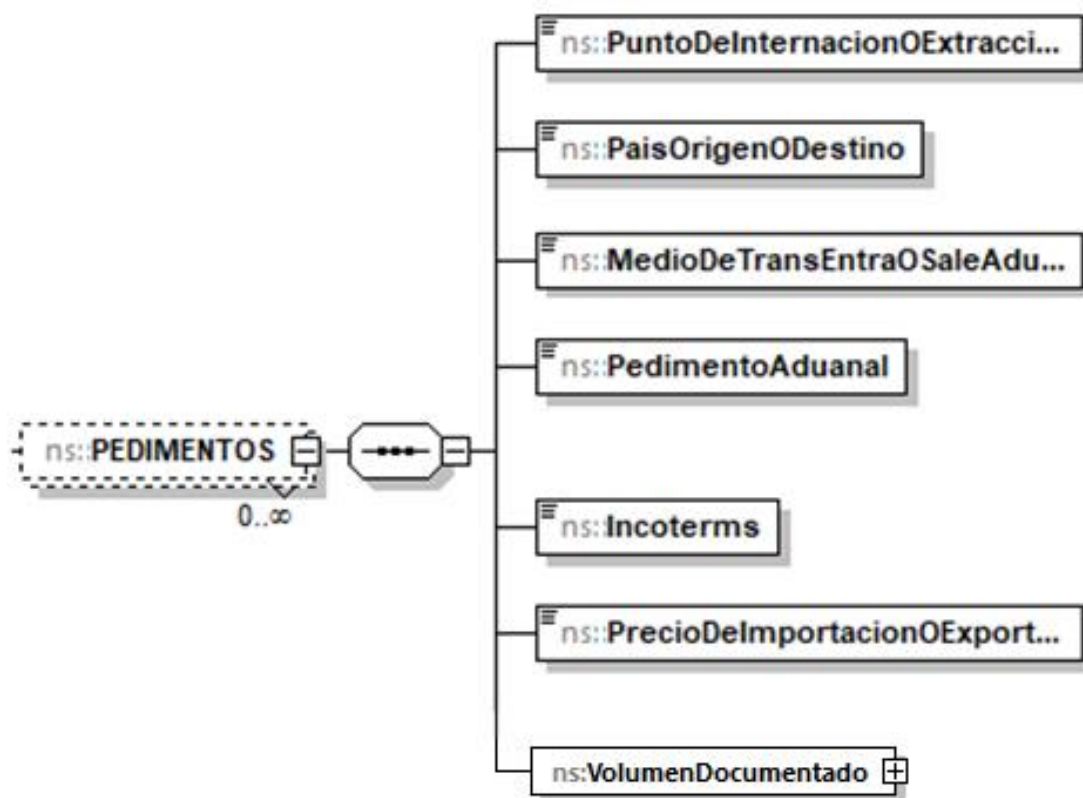 ns::PuntoDeInternacionOExtracci...
ns::PaisOrigenODestino
ns::MedioDeTransEntraOSaleAdu...
ns::PedimentoAduanal
ns::PEDIMENTOS
0..∞
ns::Incoterms
ns::PrecioDeImportacionOExport...
ns:VolumenDocumentado